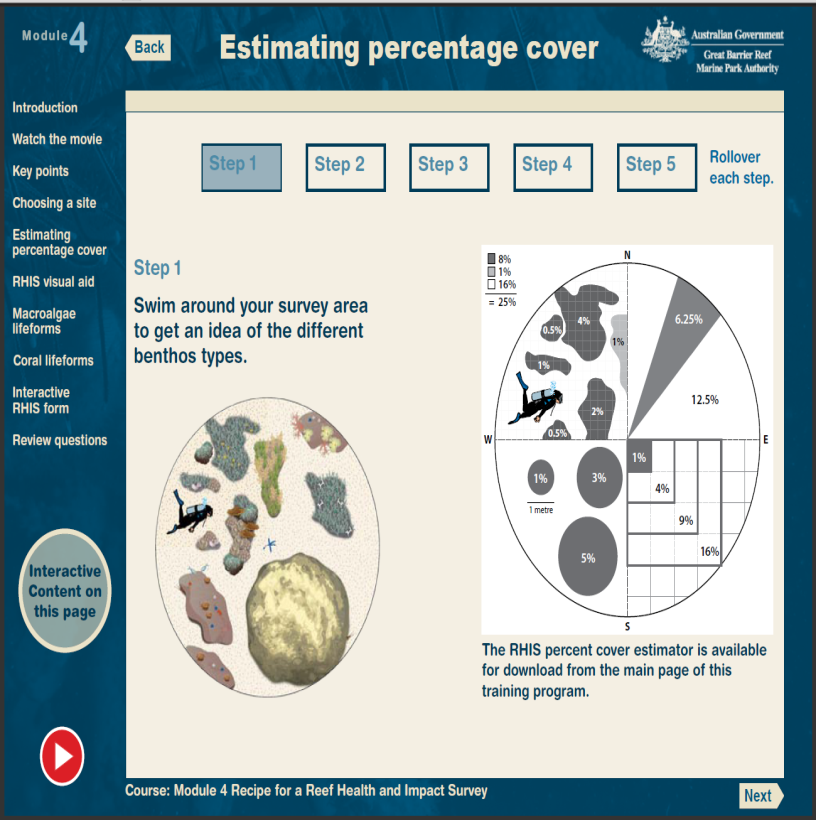 Module 4
Back
Estimating percentage cover
Australian Government
Great Barrier Reef
Marine Park Authority
Introduction
Watch the movie
Key points
Choosing a site
Estimating
percentage cover
RHIS visual aid
Macroalgae
lifeforms
Coral lifeforms
Interactive
RHIS form
Review questions
Interactive
Content on
this page
Step 1
Step 2
Step 3
Step 4
Step 5
Rollover
each step.
Step 1
Swim around your survey area
to get an idea of the different
benthos types.
8%
1%
16%
= 25%
N
4%
0.5%
1%
1%
2%
0.5%
6.25%
12.5%
W
E
1%
3%
1 metre
5%
1%
4%
9%
16%
S
The RHIS percent cover estimator is available
for download from the main page of this
training program.
Course: Module 4 Recipe for a Reef Health and Impact Survey
Next